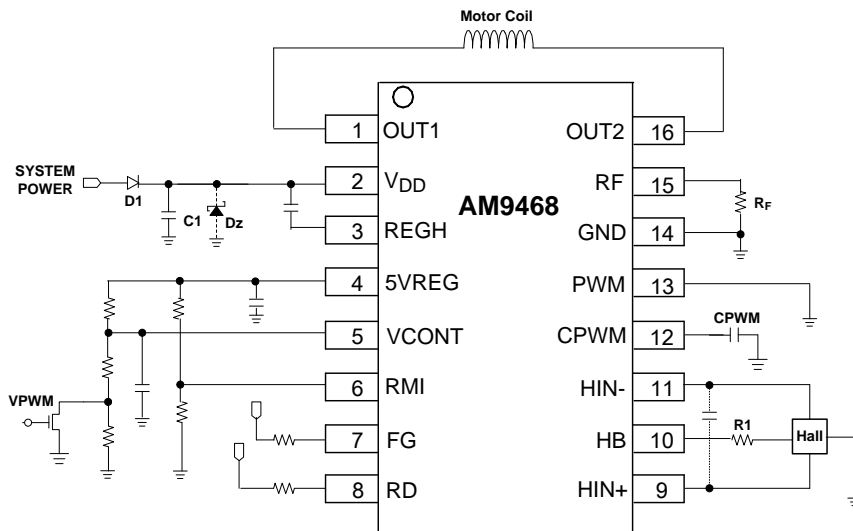 Motor Coil
1 OUT1 OUT2 16
SYSTEM
POWER
D1
C1
Dz
2 VDD RF 15
AM9468
RF
3 REGH GND 14
4 5VREG PWM 13
5 VCONT CPWM 12
CPWM
6 RMI HIN- 11
VPWM
7 FG HB 10
R1
Hall
8 RD HIN+ 9